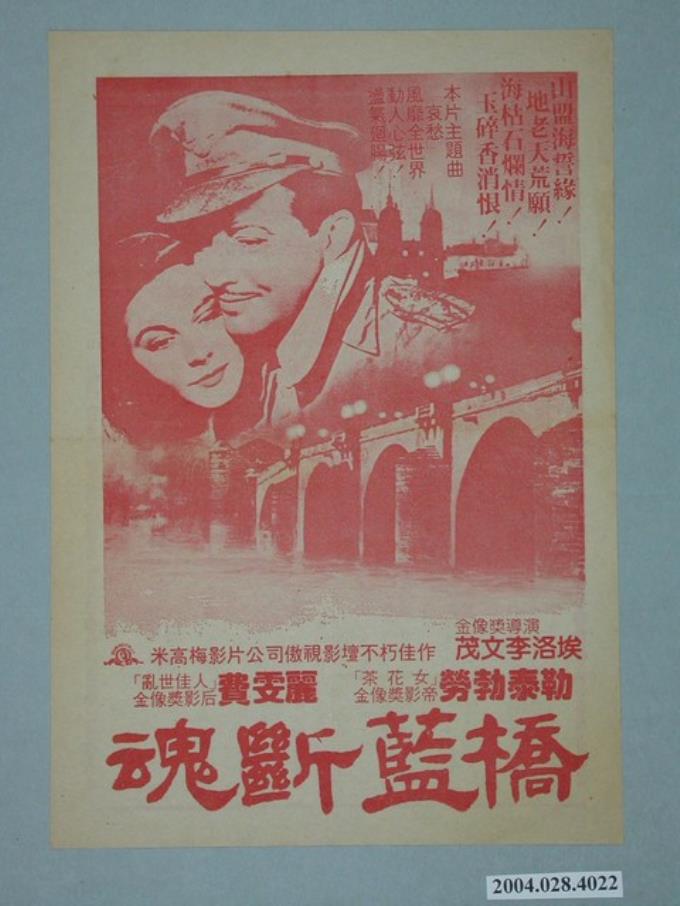 山盟海誓緣！
地老天荒願！
海枯石爛情！
玉碎香消恨！
本片主題曲
「哀愁」
風靡全世界
動人心弦！
盪氣廻腸！
金像獎導演
茂文李洛埃
米高梅影片公司傲視影壇不朽佳作
「亂世佳人」
金像獎影后
費雯麗
「茶花女」
金像獎影帝
勞勃泰勒
魂斷藍橋
2004.028.4022